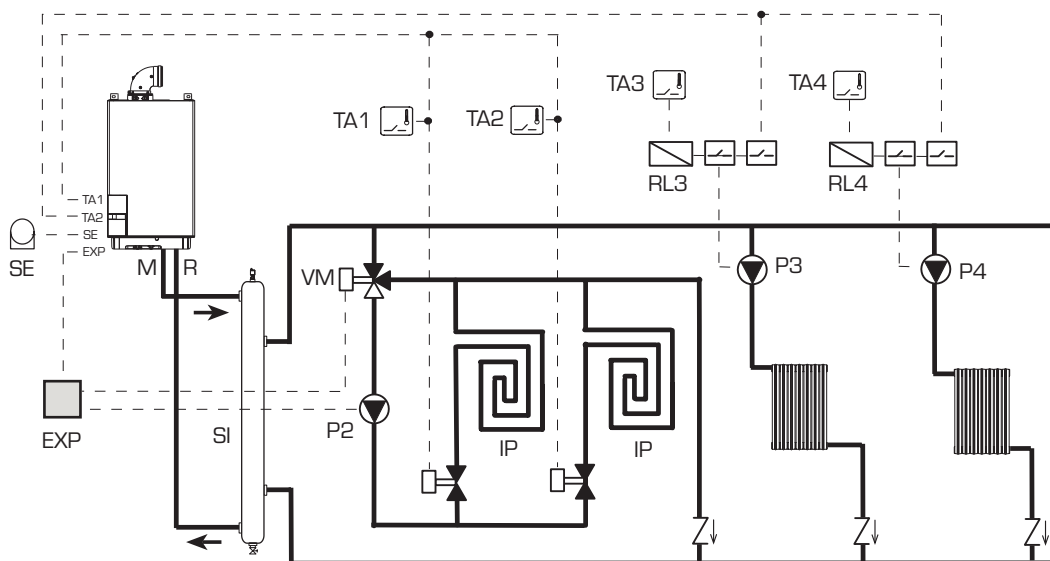 TA3
TA4
TA1
TA2
RL3
RL4
TA1
TA2
SE
EXP
SE
M
R
VM
P3
P4
EXP
SI
P2
IP
IP